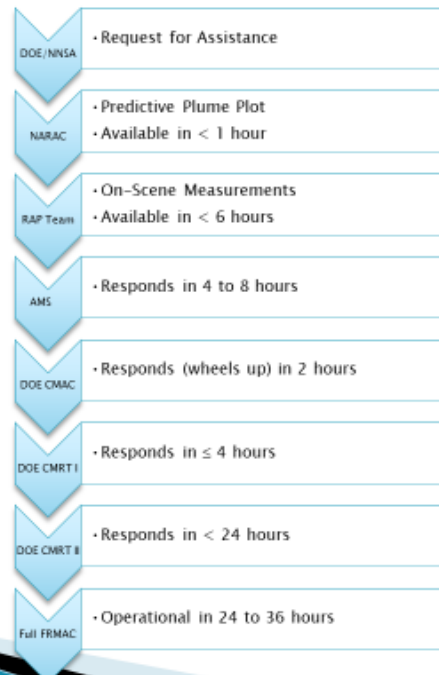 DOE/NNSA
· Request for Assistance
NARAC
· Predictive Plume Plot
· Available in < 1 hour
RAP Team
· On-Scene Measurements
· Available in < 6 hours
AMS
· Responds in 4 to 8 hours
DOE CMAC
· Responds (wheels up) in 2 hours
DOE CMRT I
· Responds in ≤ 4 hours
DOE CMRT II
· Responds in < 24 hours
Full FRMAC
· Operational in 24 to 36 hours